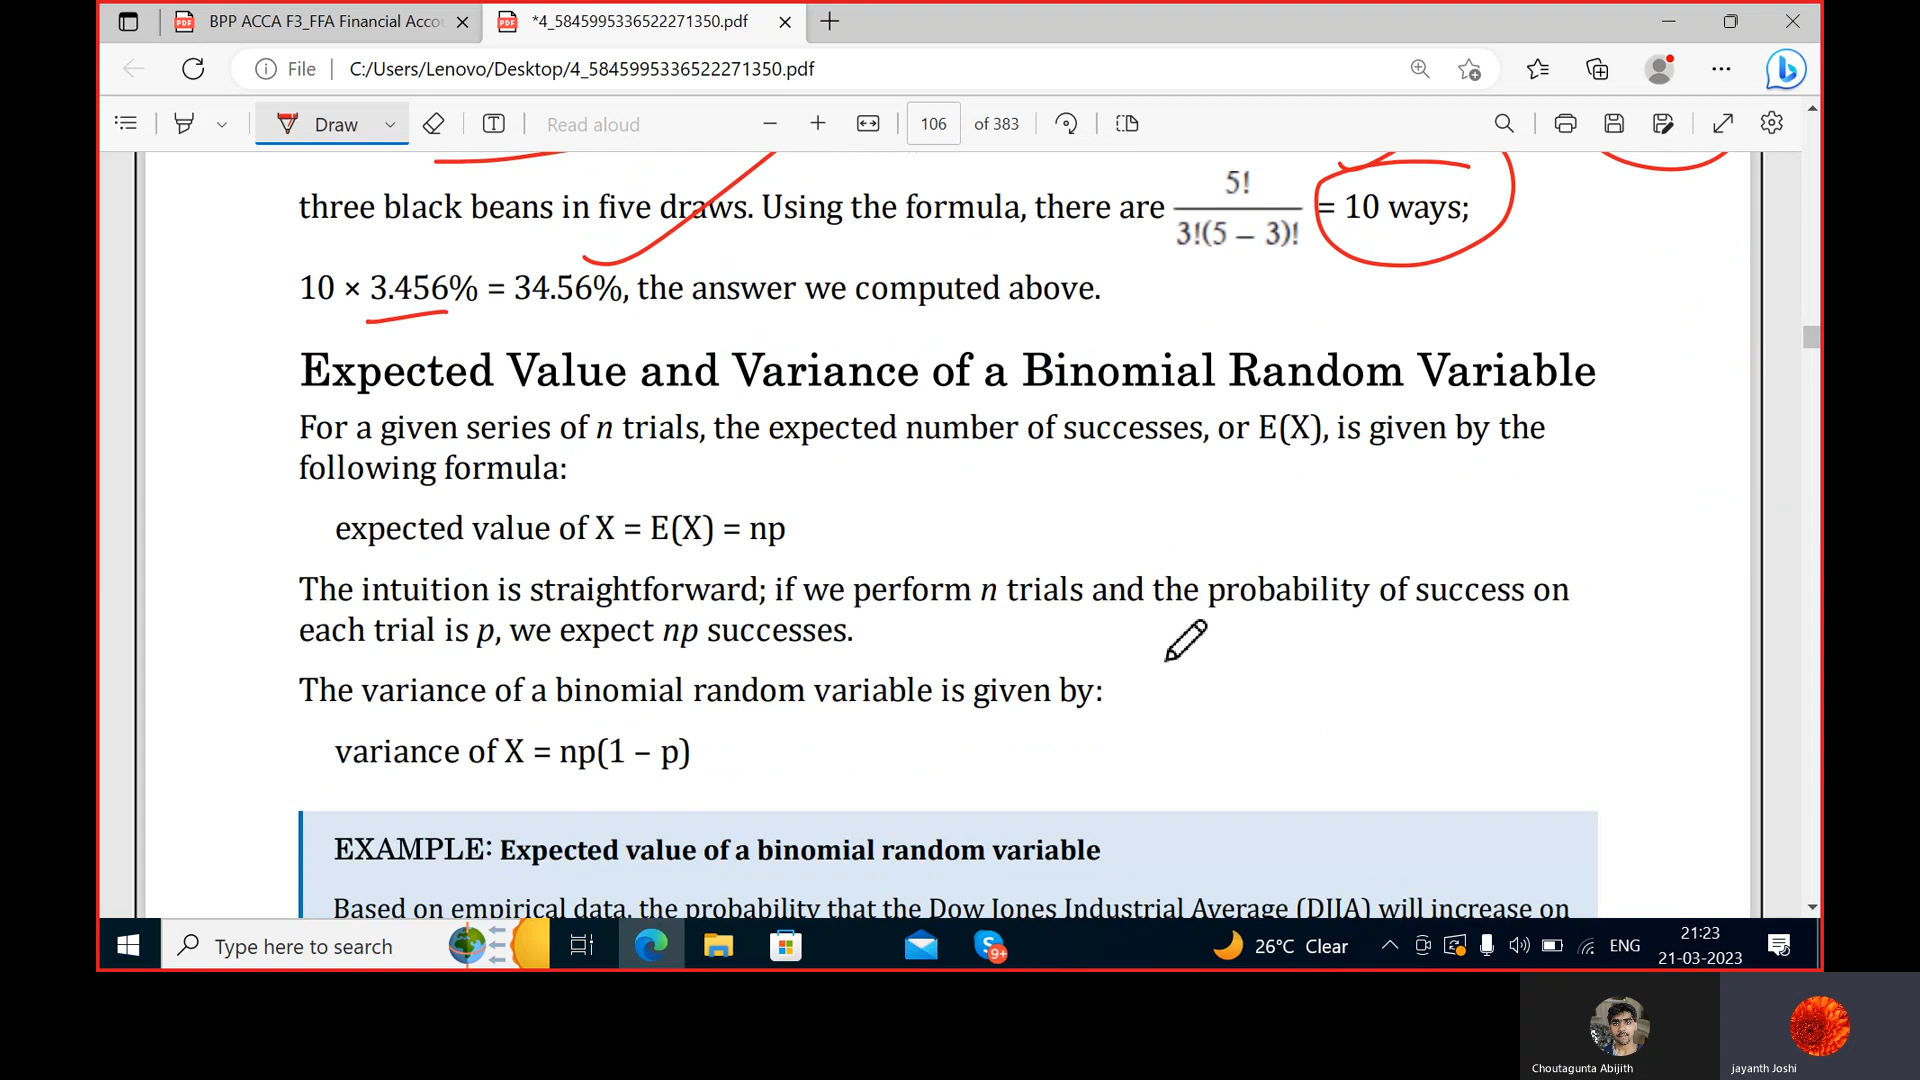 BPP ACCA F3_FFA Financial Acco
*4_5845995336522271350.pdf
File
C:/Users/Lenovo/Desktop/4_5845995336522271350.pdf
Draw
Read aloud
106 of 383
three black beans in five draws. Using the formula, there are 5! / 3!(5 – 3)! = 10 ways;
10 × 3.456% = 34.56%, the answer we computed above.
Expected Value and Variance of a Binomial Random Variable
For a given series of n trials, the expected number of successes, or E(X), is given by the
following formula:
expected value of X = E(X) = np
The intuition is straightforward; if we perform n trials and the probability of success on
each trial is p, we expect np successes.
The variance of a binomial random variable is given by:
variance of X = np(1 – p)
EXAMPLE: Expected value of a binomial random variable
Based on empirical data, the probability that the Dow Jones Industrial Average (DJIA) will increase on
Type here to search
9+
26°C Clear
ENG
21:23
21-03-2023
Choutagunta Abijith
jayanth Joshi